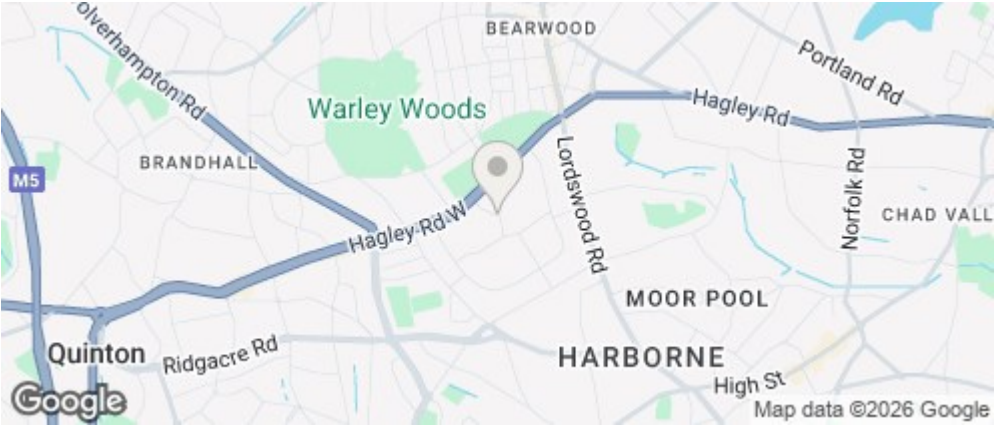 BEARWOOD
Portland Rd
olverhampton Rd
Warley Woods
Hagley Rd
BRANDHALL
M5
Lordswood Rd
Norfolk Rd
CHAD VALL
Hagley Rd W
MOOR POOL
Quinton
Ridgacre Rd
HARBORNE
High St
Google
Map data ©2026 Google